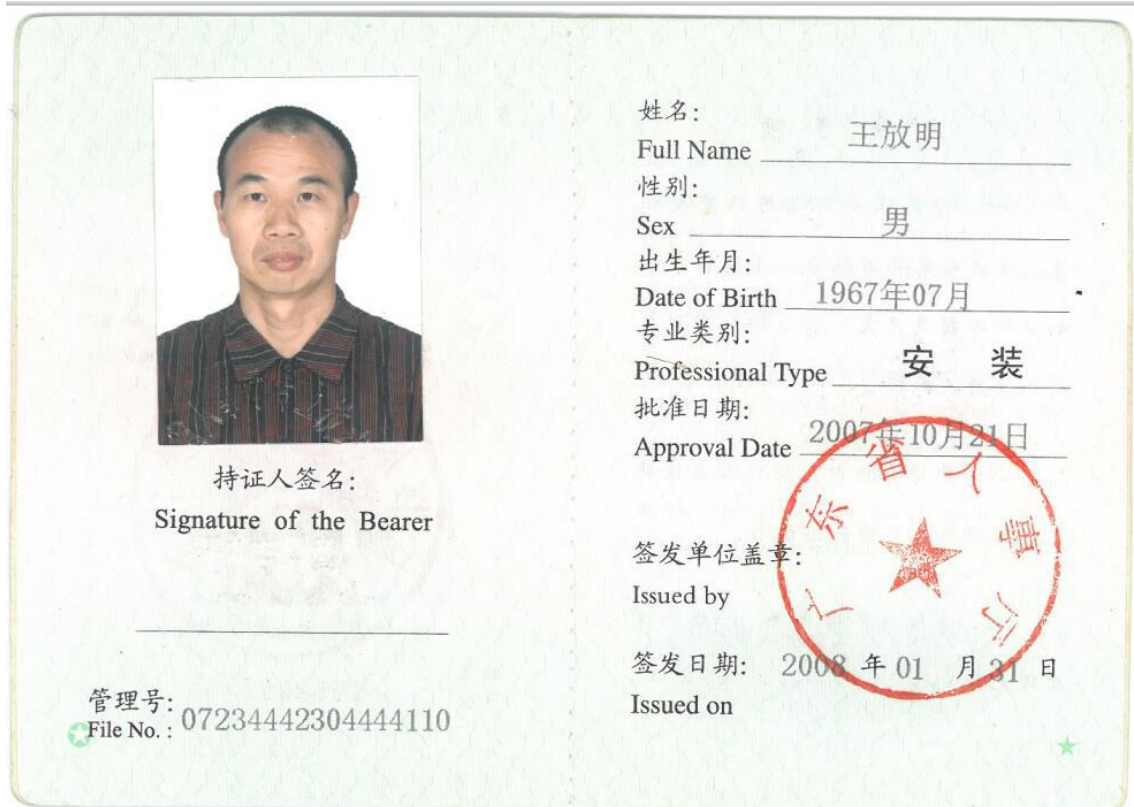 持证人签名:
Signature of the Bearer
管理号:
File No. : 07234442304444110
姓名:
Full Name 王放明
性别:
Sex 男
出生年月:
Date of Birth 1967年07月
专业类别:
Professional Type 安 装
批准日期:
Approval Date 2007年10月21日
签发单位盖章:
Issued by
广东省人事厅
签发日期: 2008 年 01 月 31 日
Issued on